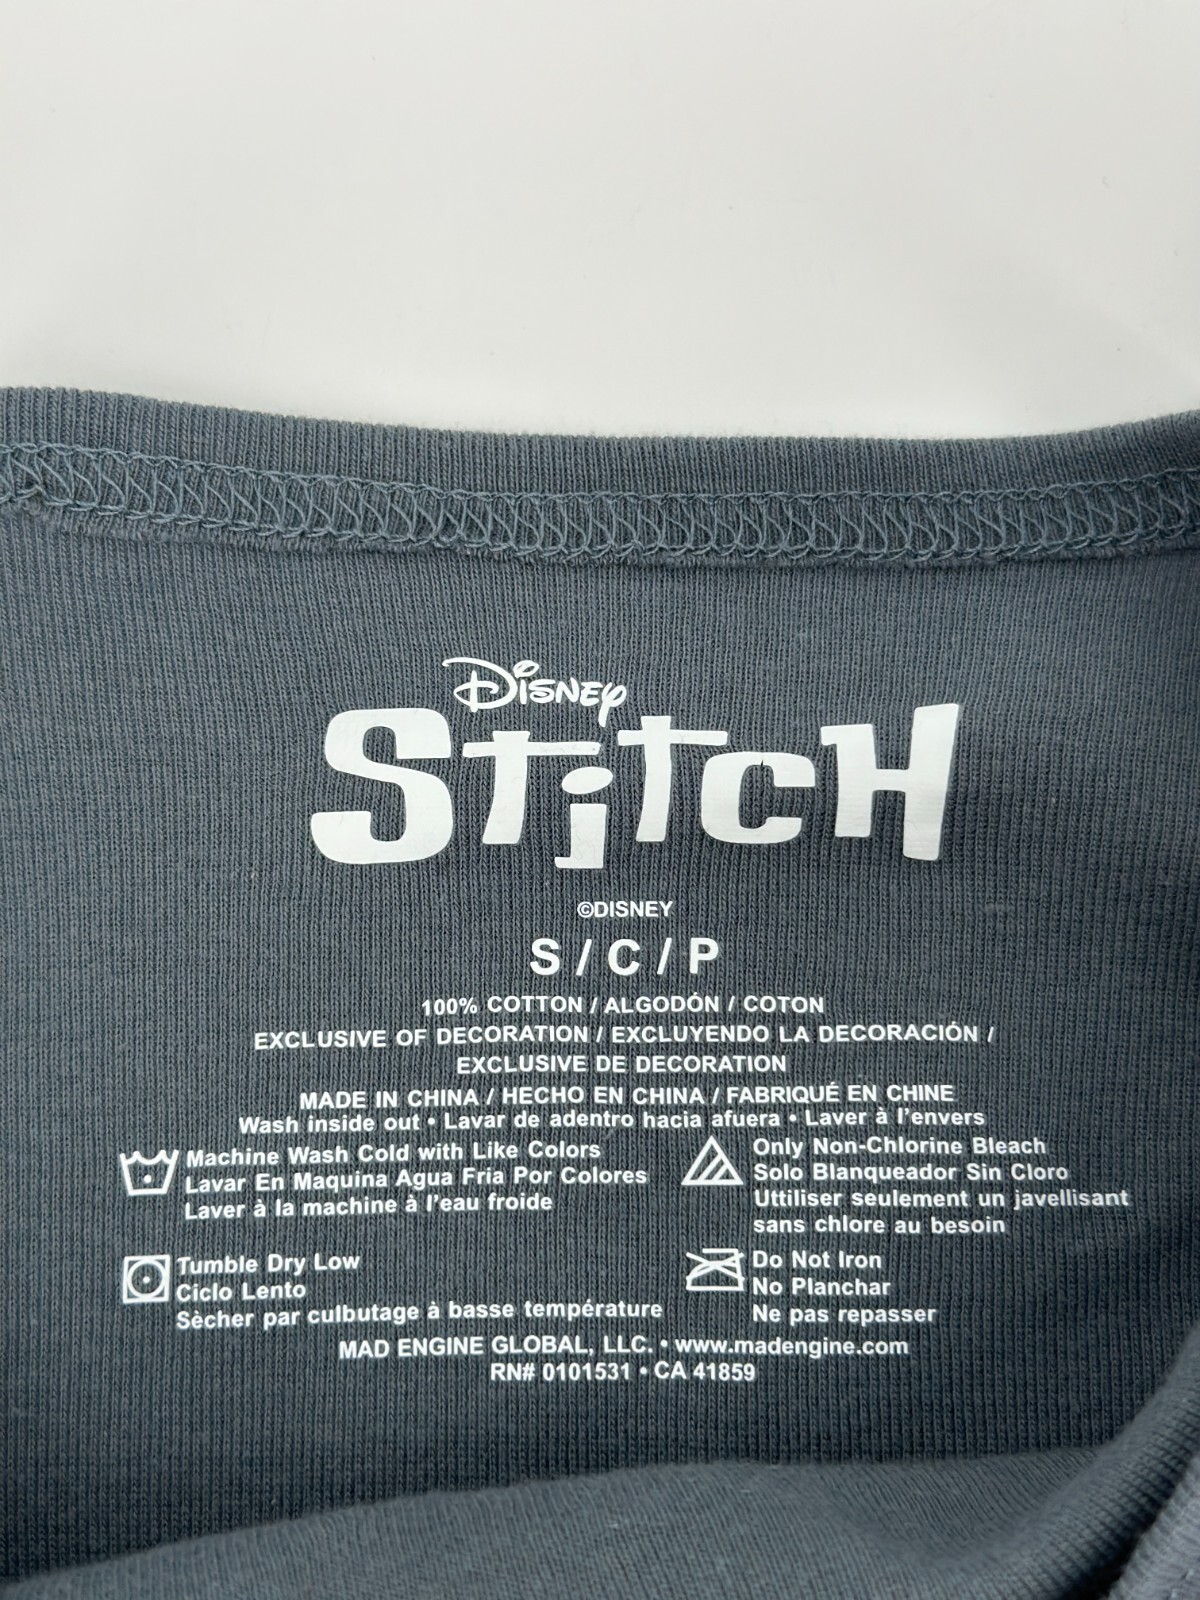 Disney
Stitch
©DISNEY
S / C / P
100% COTTON / ALGODÓN / COTON
EXCLUSIVE OF DECORATION / EXCLUYENDO LA DECORACIÓN /
EXCLUSIVE DE DECORATION
MADE IN CHINA / HECHO EN CHINA / FABRIQUÉ EN CHINE
Wash inside out • Lavar de adentro hacia afuera • Laver à l'envers
Machine Wash Cold with Like Colors
Lavar En Maquina Agua Fria Por Colores
Laver à la machine à l'eau froide
Only Non-Chlorine Bleach
Solo Blanqueador Sin Cloro
Uttiliser seulement un javellisant
sans chlore au besoin
Tumble Dry Low
Ciclo Lento
Sècher par culbutage à basse température
Do Not Iron
No Planchar
Ne pas repasser
MAD ENGINE GLOBAL, LLC. • www.madengine.com
RN# 0101531 • CA 41859